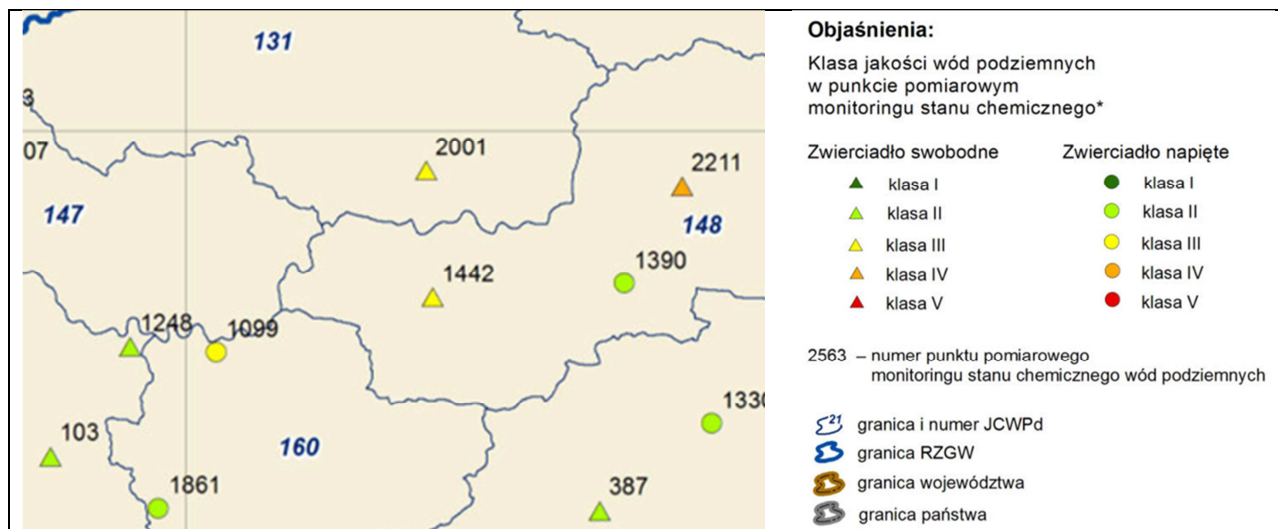 131
3
07
2001
2211
147
148
1390
1442
1248
1099
103
160
1330
1861
387
Objaśnienia:
Klasa jakości wód podziemnych
w punkcie pomiarowym
monitoringu stanu chemicznego*
Zwierciadło swobodne
klasa I
klasa II
klasa III
klasa IV
klasa V
Zwierciadło napięte
klasa I
klasa II
klasa III
klasa IV
klasa V
2563 – numer punktu pomiarowego
monitoringu stanu chemicznego wód podziemnych
21 granica i numer JCWPd
granica RZGW
granica województwa
granica państwa